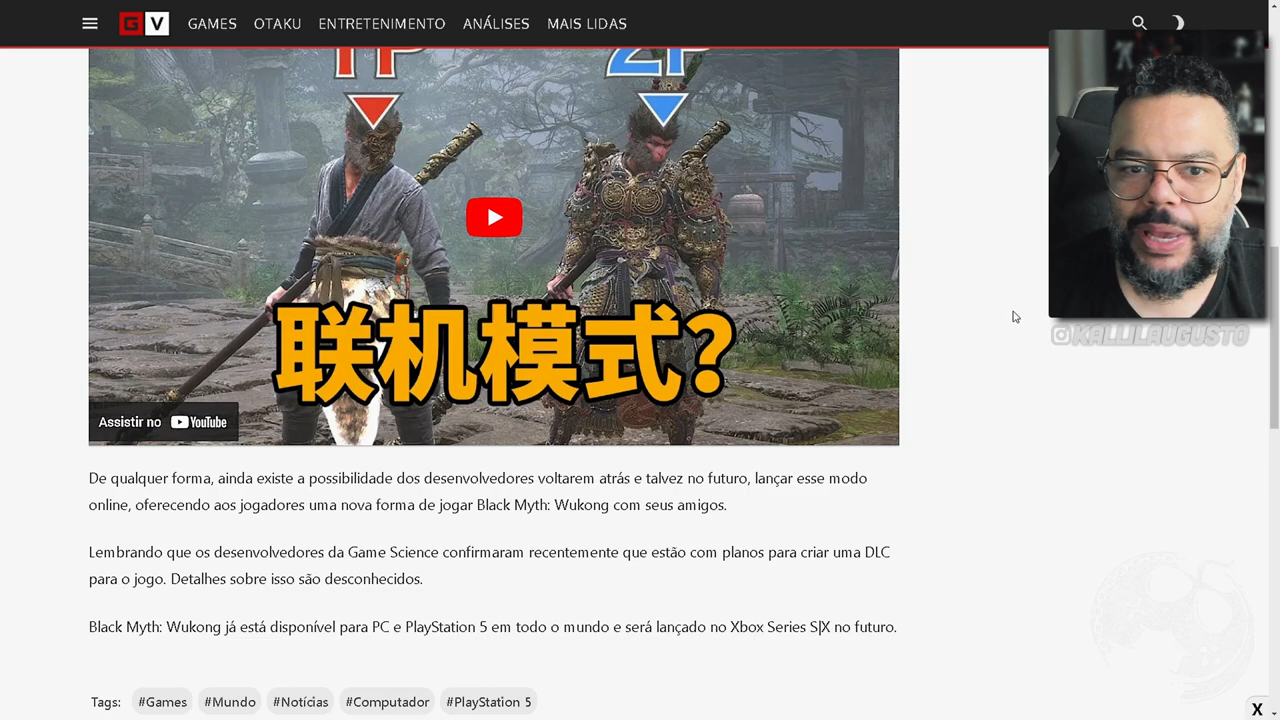 G V GAMES OTAKU ENTRETENIMENTO ANÁLISES MAIS LIDAS
1P 2P
联机模式?
Assistir no YouTube
KALLILAUGUSTO
De qualquer forma, ainda existe a possibilidade dos desenvolvedores voltarem atrás e talvez no futuro, lançar esse modo
online, oferecendo aos jogadores uma nova forma de jogar Black Myth: Wukong com seus amigos.
Lembrando que os desenvolvedores da Game Science confirmaram recentemente que estão com planos para criar uma DLC
para o jogo. Detalhes sobre isso são desconhecidos.
Black Myth: Wukong já está disponível para PC e PlayStation 5 em todo o mundo e será lançado no Xbox Series S|X no futuro.
Tags: #Games #Mundo #Notícias #Computador #PlayStation 5
X